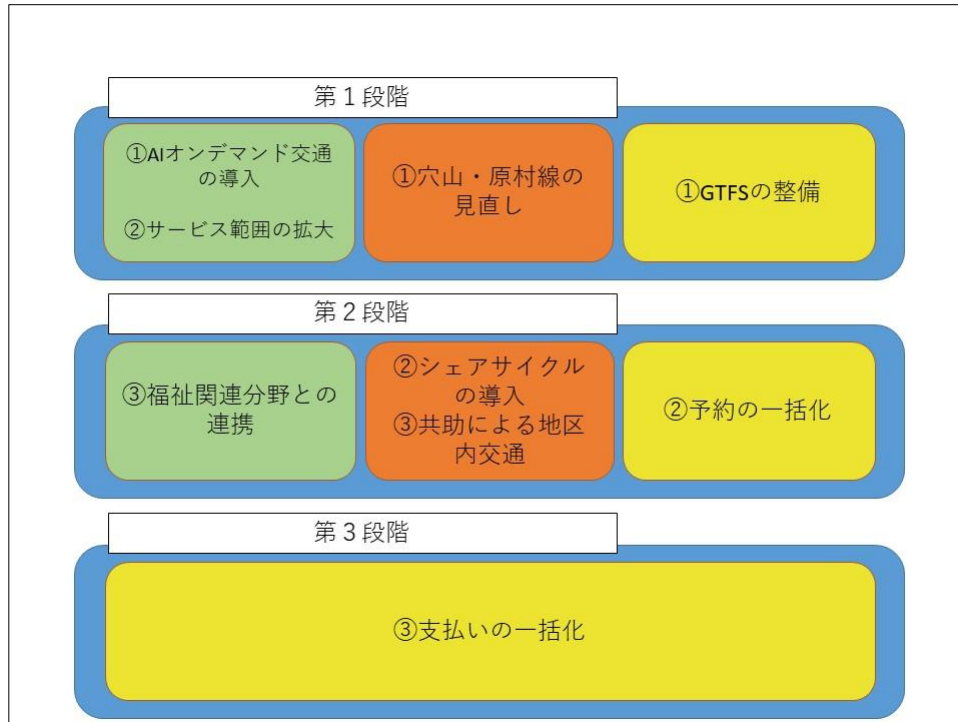 第１段階
①AIオンデマンド交通
の導入
②サービス範囲の拡大
①穴山・原村線の
見直し
①GTFSの整備
第２段階
③福祉関連分野との
連携
②シェアサイクル
の導入
③共助による地区
内交通
②予約の一括化
第３段階
③支払いの一括化